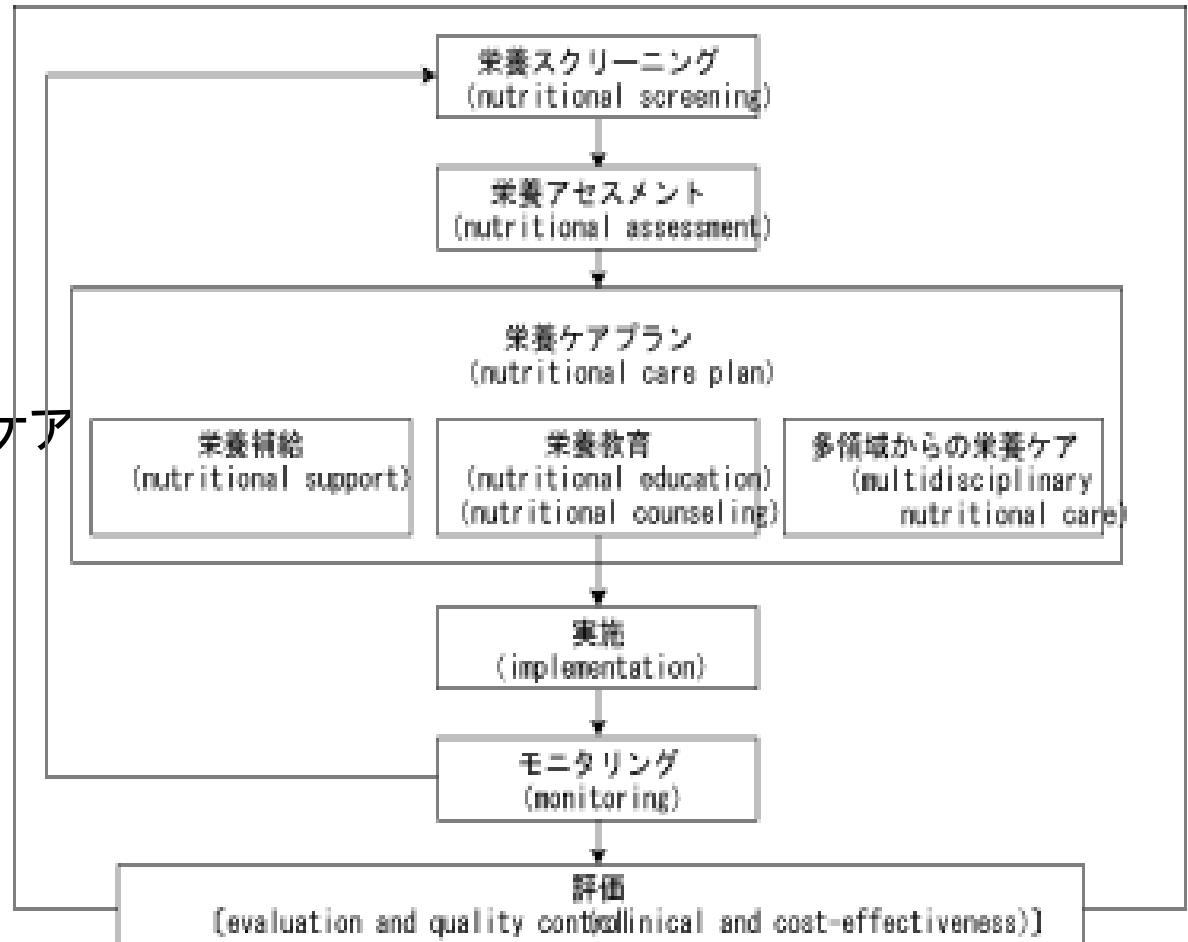 栄養スクリーニング
(nutritional screening)
栄養アセスメント
(nutritional assessment)
栄養ケアプラン
(nutritional care plan)
ケア
栄養補給
(nutritional support)
栄養教育
(nutritional education)
(nutritional counseling)
多領域からの栄養ケア
(multidisciplinary
nutritional care)
実施
(implementation)
モニタリング
(monitoring)
評価
[evaluation and quality (clinical and cost-effectiveness)]